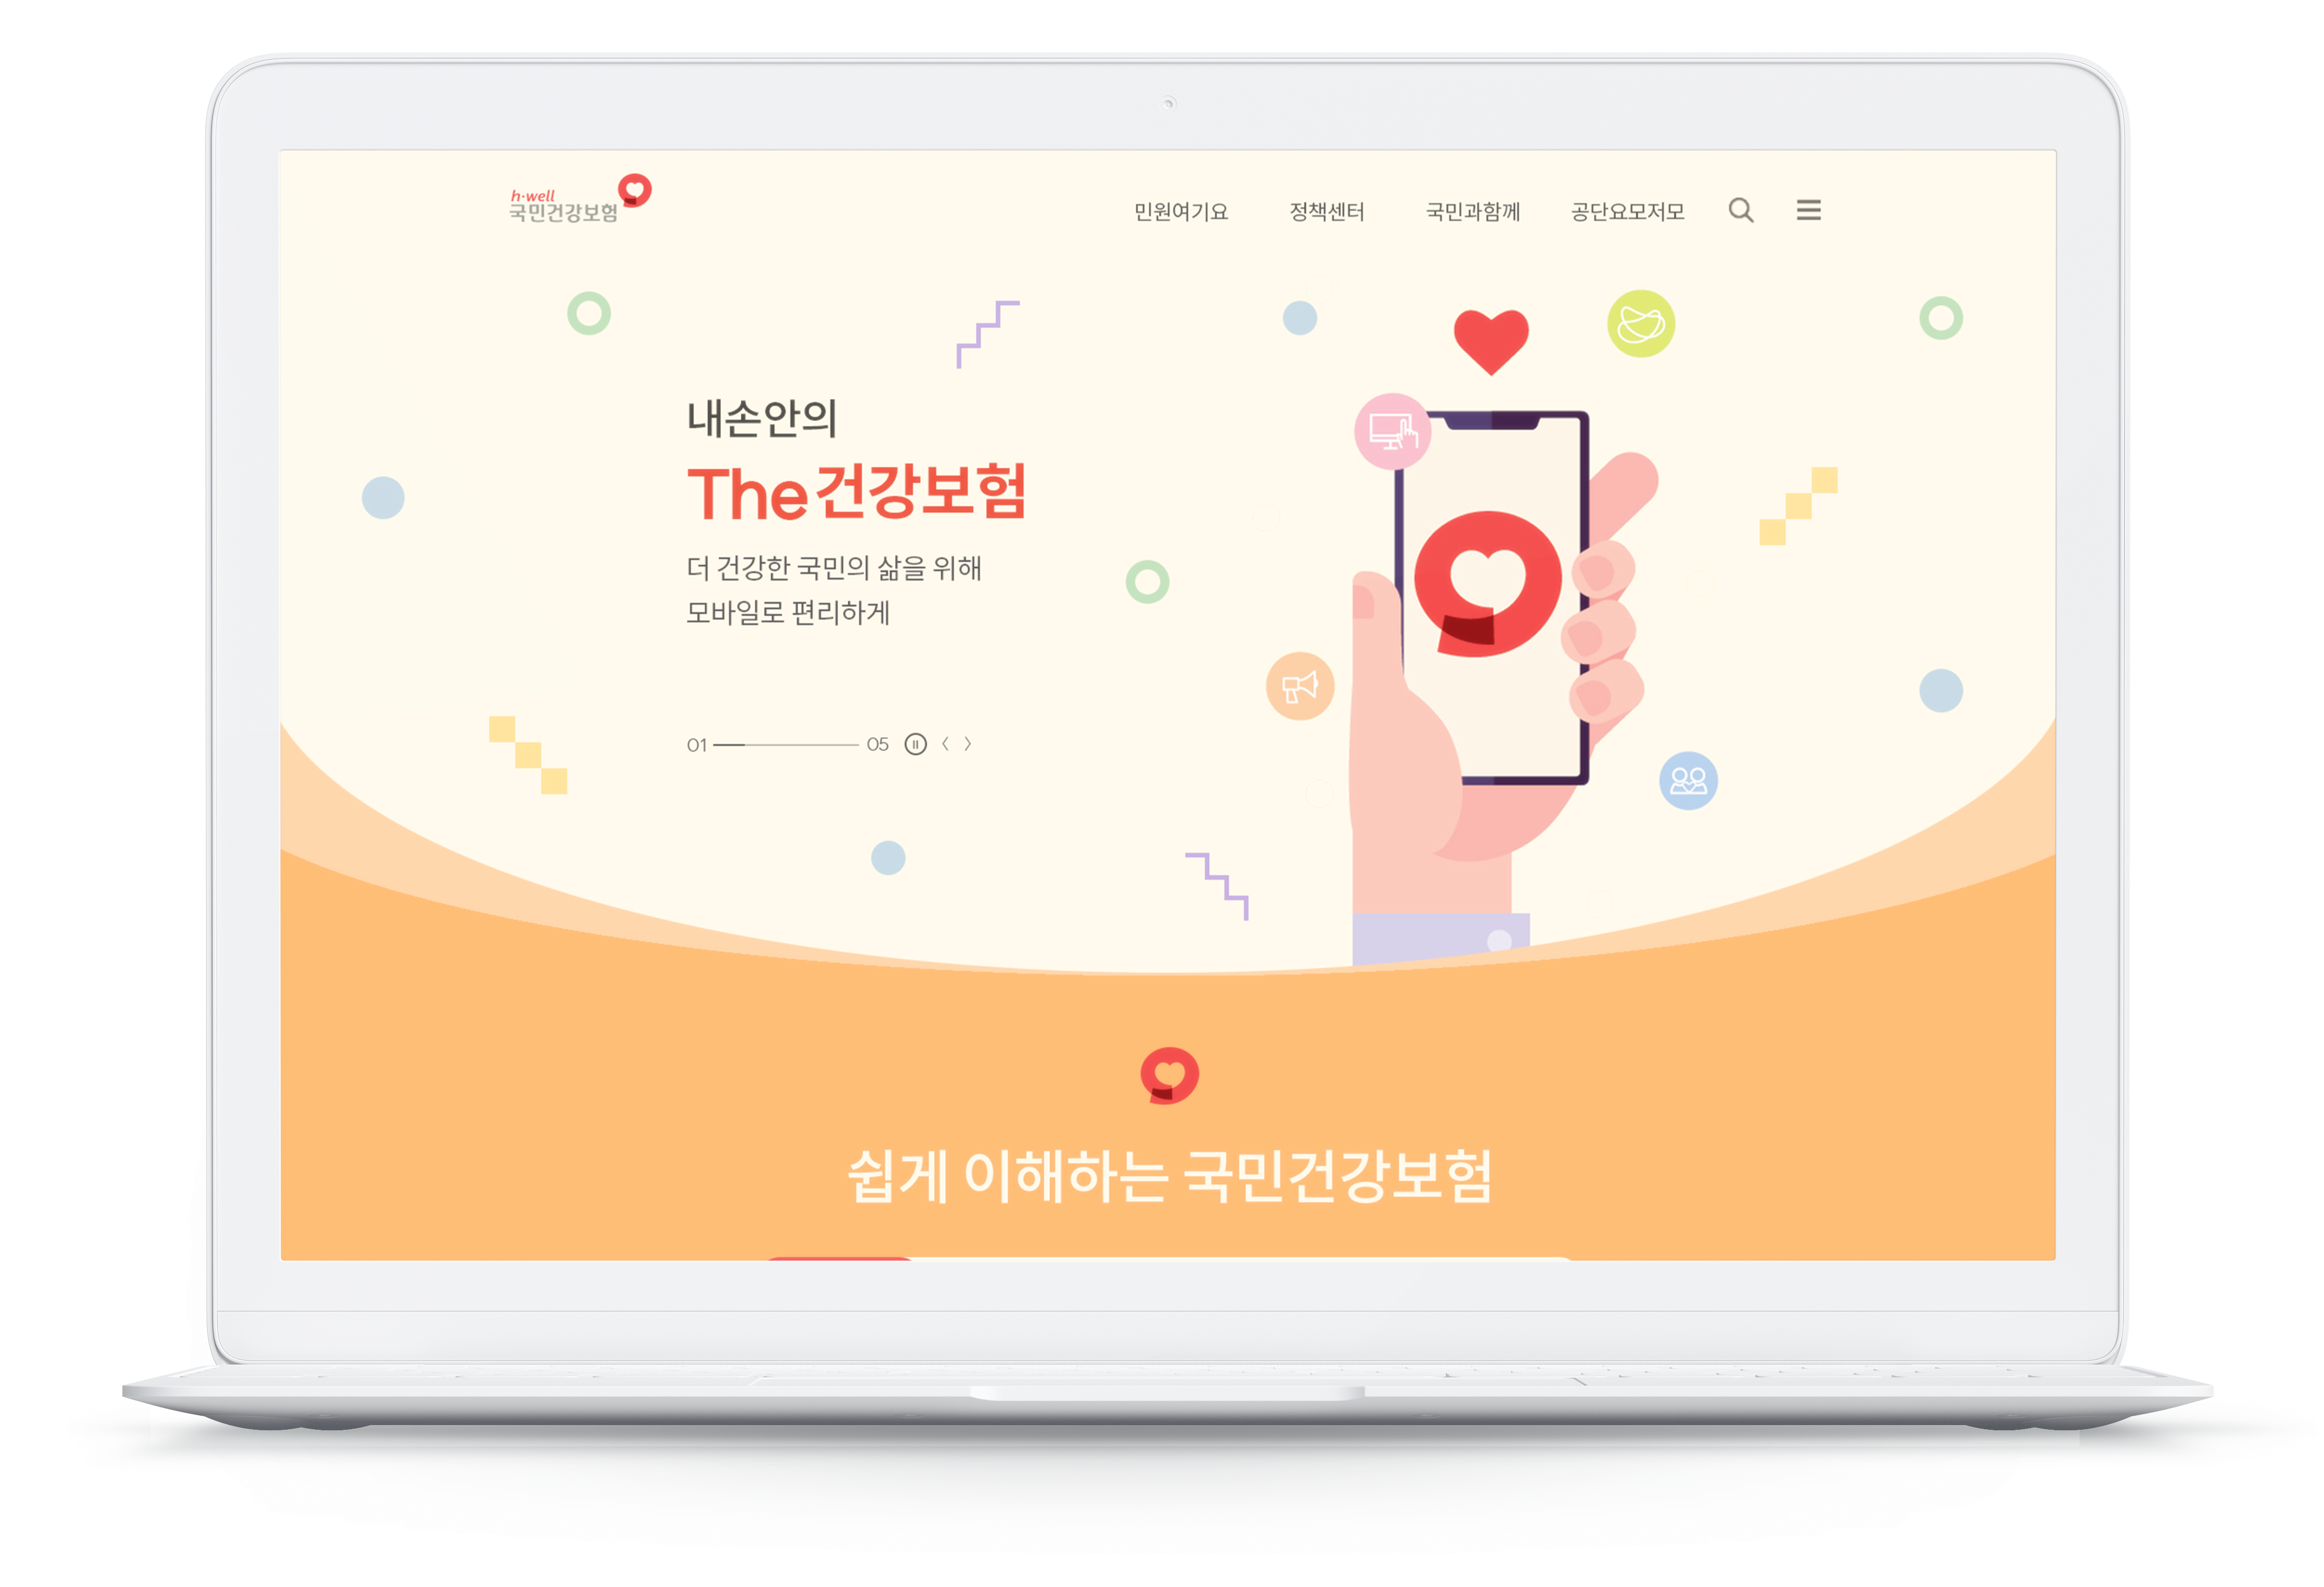 h·well
국민건강보험
민원여기요 정책센터 국민과함께 공단요모저모
내손안의
The건강보험
더 건강한 국민의 삶을 위해
모바일로 편리하게
01 05
쉽게 이해하는 국민건강보험